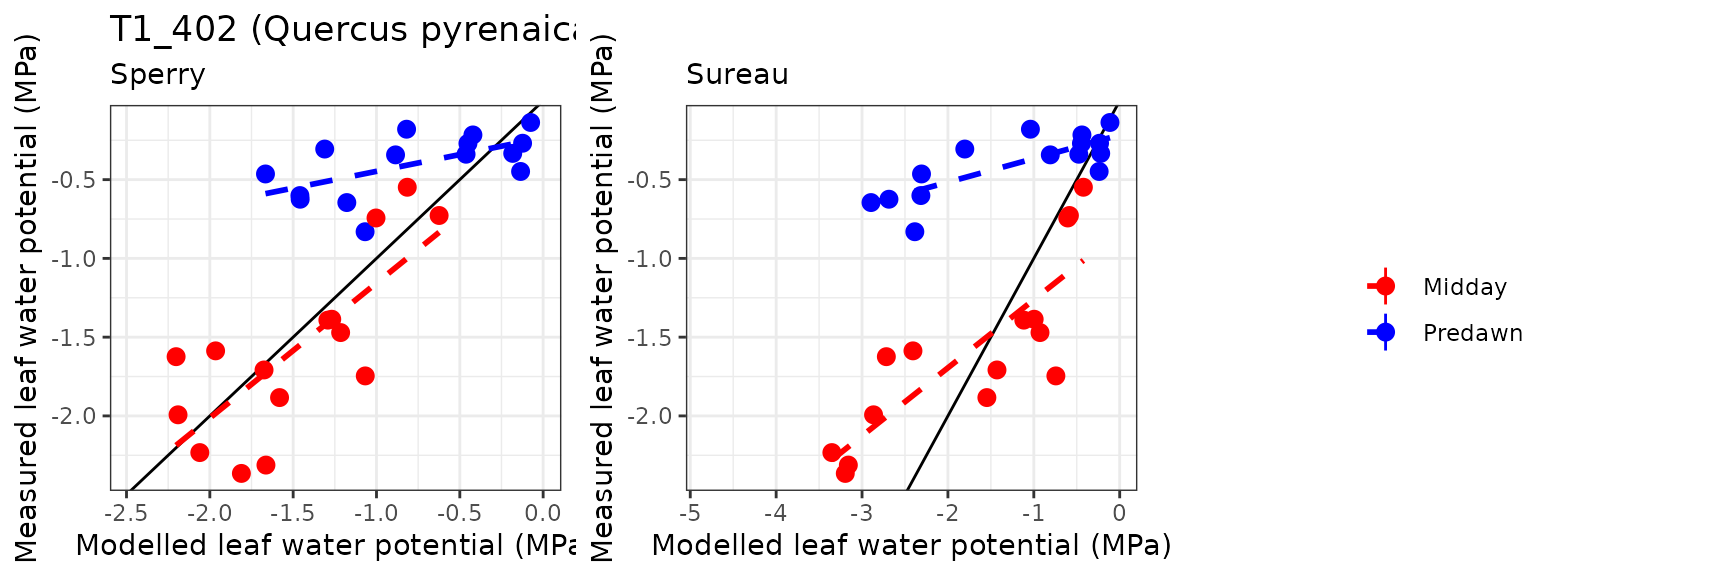 T1_402 (Quercus pyrenaica
Sperry
Measured leaf water potential (MPa)
-0.5
-1.0
-1.5
-2.0
-2.5 -2.0 -1.5 -1.0 -0.5 0.0
Modelled leaf water potential (MPa
Sureau
Measured leaf water potential (MPa)
-0.5
-1.0
-1.5
-2.0
-5 -4 -3 -2 -1 0
Modelled leaf water potential (MPa)
Midday
Predawn